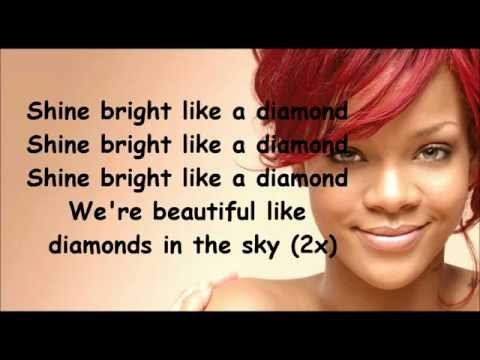 Shine bright like a diamond
Shine bright like a diamond
Shine bright like a diamond
We're beautiful like
diamonds in the sky (2x)